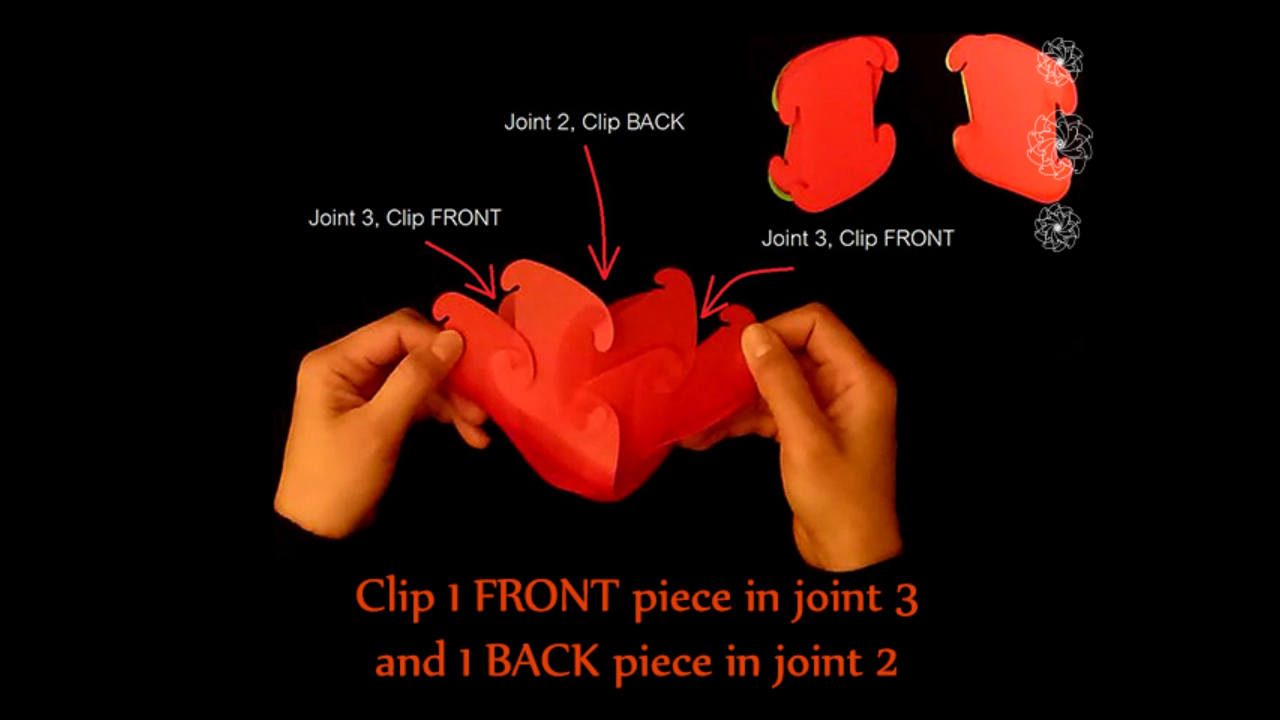 Joint 2, Clip BACK
Joint 3, Clip FRONT
Joint 3, Clip FRONT
Clip 1 FRONT piece in joint 3
and 1 BACK piece in joint 2